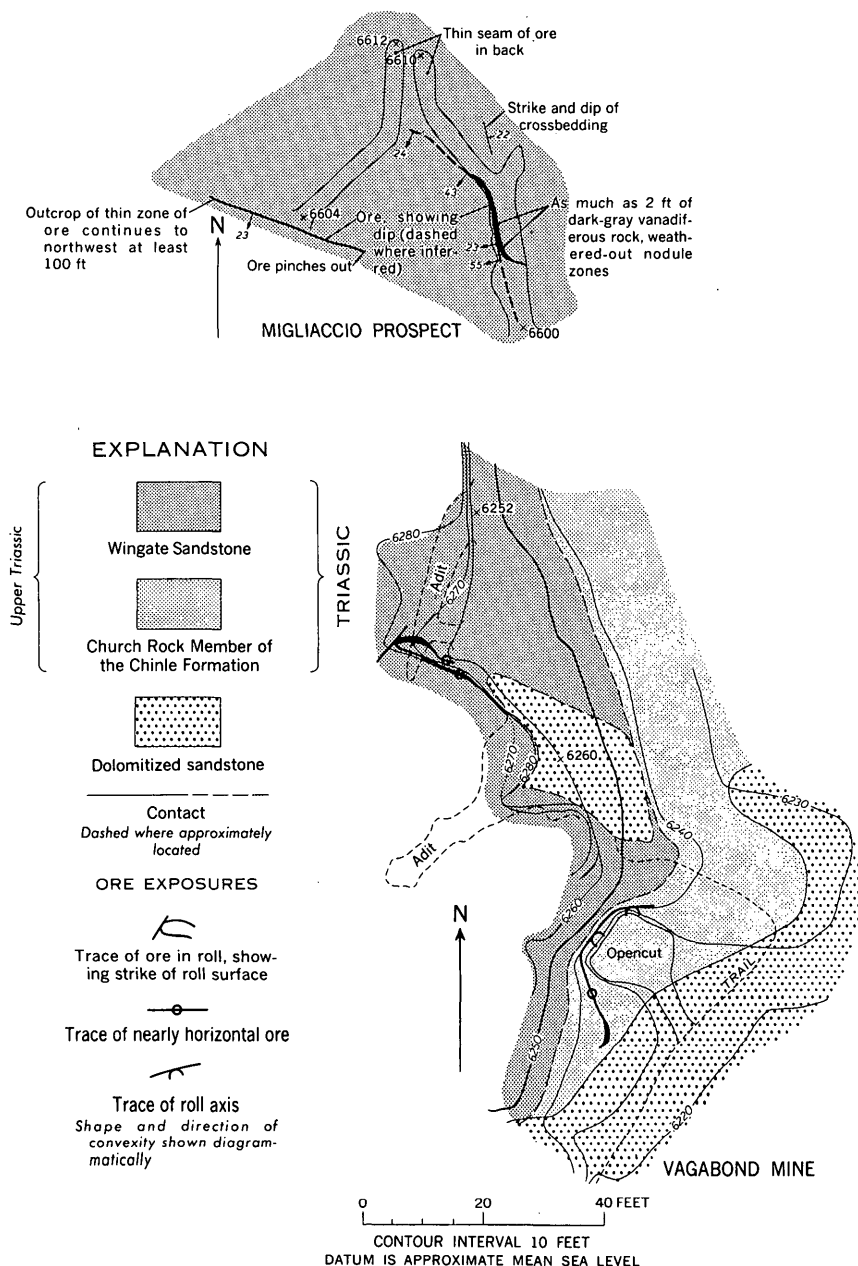 6612
6610
Thin seam of ore
in back
Strike and dip of
crossbedding
22
24
43
Outcrop of thin zone of
ore continues to
northwest at least
100 ft
N
23
6604
Ore, showing
dip (dashed
where infer-
red)
Ore pinches out
23
55
As much as 2 ft of
dark-gray vanadif-
erous rock, weath-
ered-out nodule
zones
6600
MIGLIACCIO PROSPECT
EXPLANATION
Upper Triassic
TRIASSIC
Wingate Sandstone
Church Rock Member of
the Chinle Formation
Dolomitized sandstone
Contact
Dashed where approximately
located
ORE EXPOSURES
Trace of ore in roll, show-
ing strike of roll surface
Trace of nearly horizontal ore
Trace of roll axis
Shape and direction of
convexity shown diagram-
matically
6280
6252
Adit
6270
6270
6280
6260
6230
Adit
6240
6260
N
Opencut
TRAIL
6250
6220
VAGABOND MINE
0 20 40 FEET
CONTOUR INTERVAL 10 FEET
DATUM IS APPROXIMATE MEAN SEA LEVEL